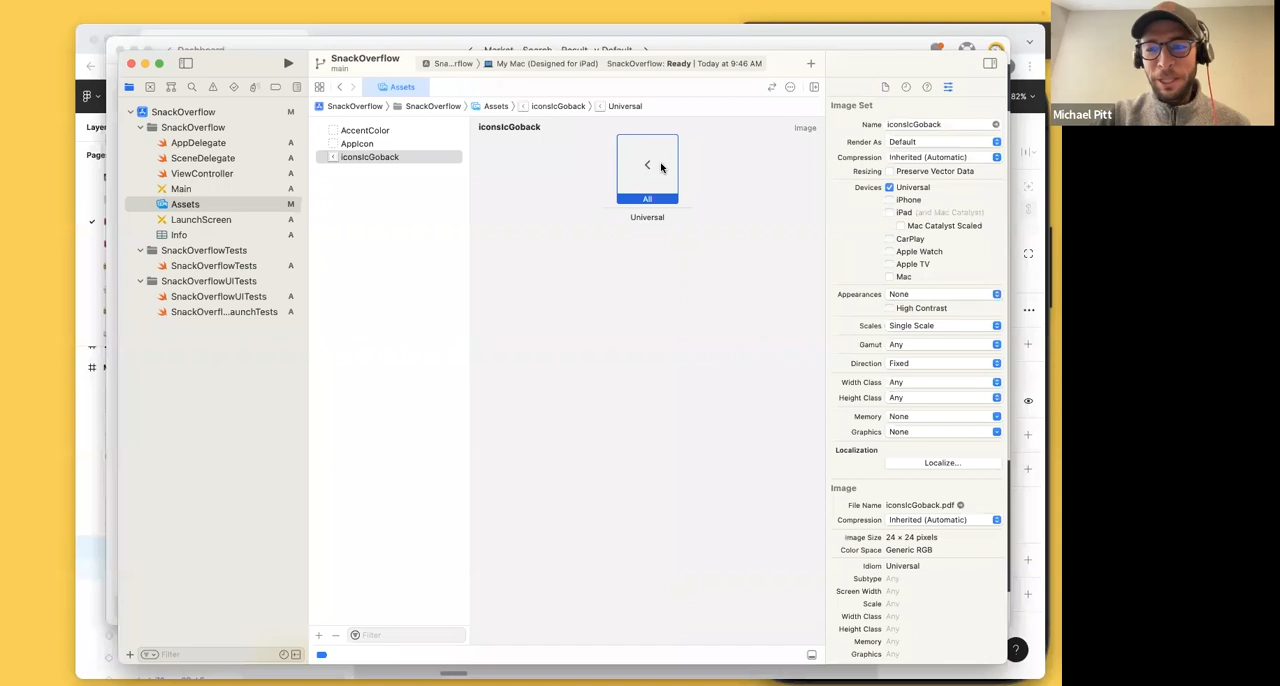 Dashboard
Market - Search - Result - v.Default
SnackOverflow
main
Sna...rflow
My Mac (Designed for iPad)
SnackOverflow: Ready | Today at 9:46 AM
Assets
82%
Michael Pitt
Layer
Page
SnackOverflow M
SnackOverflow
AppDelegate A
SceneDelegate A
ViewController A
Main A
Assets M
LaunchScreen A
Info A
SnackOverflowTests
SnackOverflowTests A
SnackOverflowUITests
SnackOverflowUITests A
SnackOverfl...aunchTests A
Filter
SnackOverflow
SnackOverflow
Assets
iconsIcGoback
Universal
AccentColor
AppIcon
iconsIcGoback
Filter
iconsIcGoback
Image
All
Universal
Image Set
Name iconsIcGoback
Render As Default
Compression Inherited (Automatic)
Resizing Preserve Vector Data
Devices Universal
iPhone
iPad (and Mac Catalyst)
Mac Catalyst Scaled
CarPlay
Apple Watch
Apple TV
Mac
Appearances None
High Contrast
Scales Single Scale
Gamut Any
Direction Fixed
Width Class Any
Height Class Any
Memory None
Graphics None
Localization
Localize...
Image
File Name iconsIcGoback.pdf
Compression Inherited (Automatic)
Image Size 24 × 24 pixels
Color Space Generic RGB
Idiom Universal
Subtype Any
Screen Width Any
Scale Any
Width Class Any
Height Class Any
Memory Any
Graphics Any
?